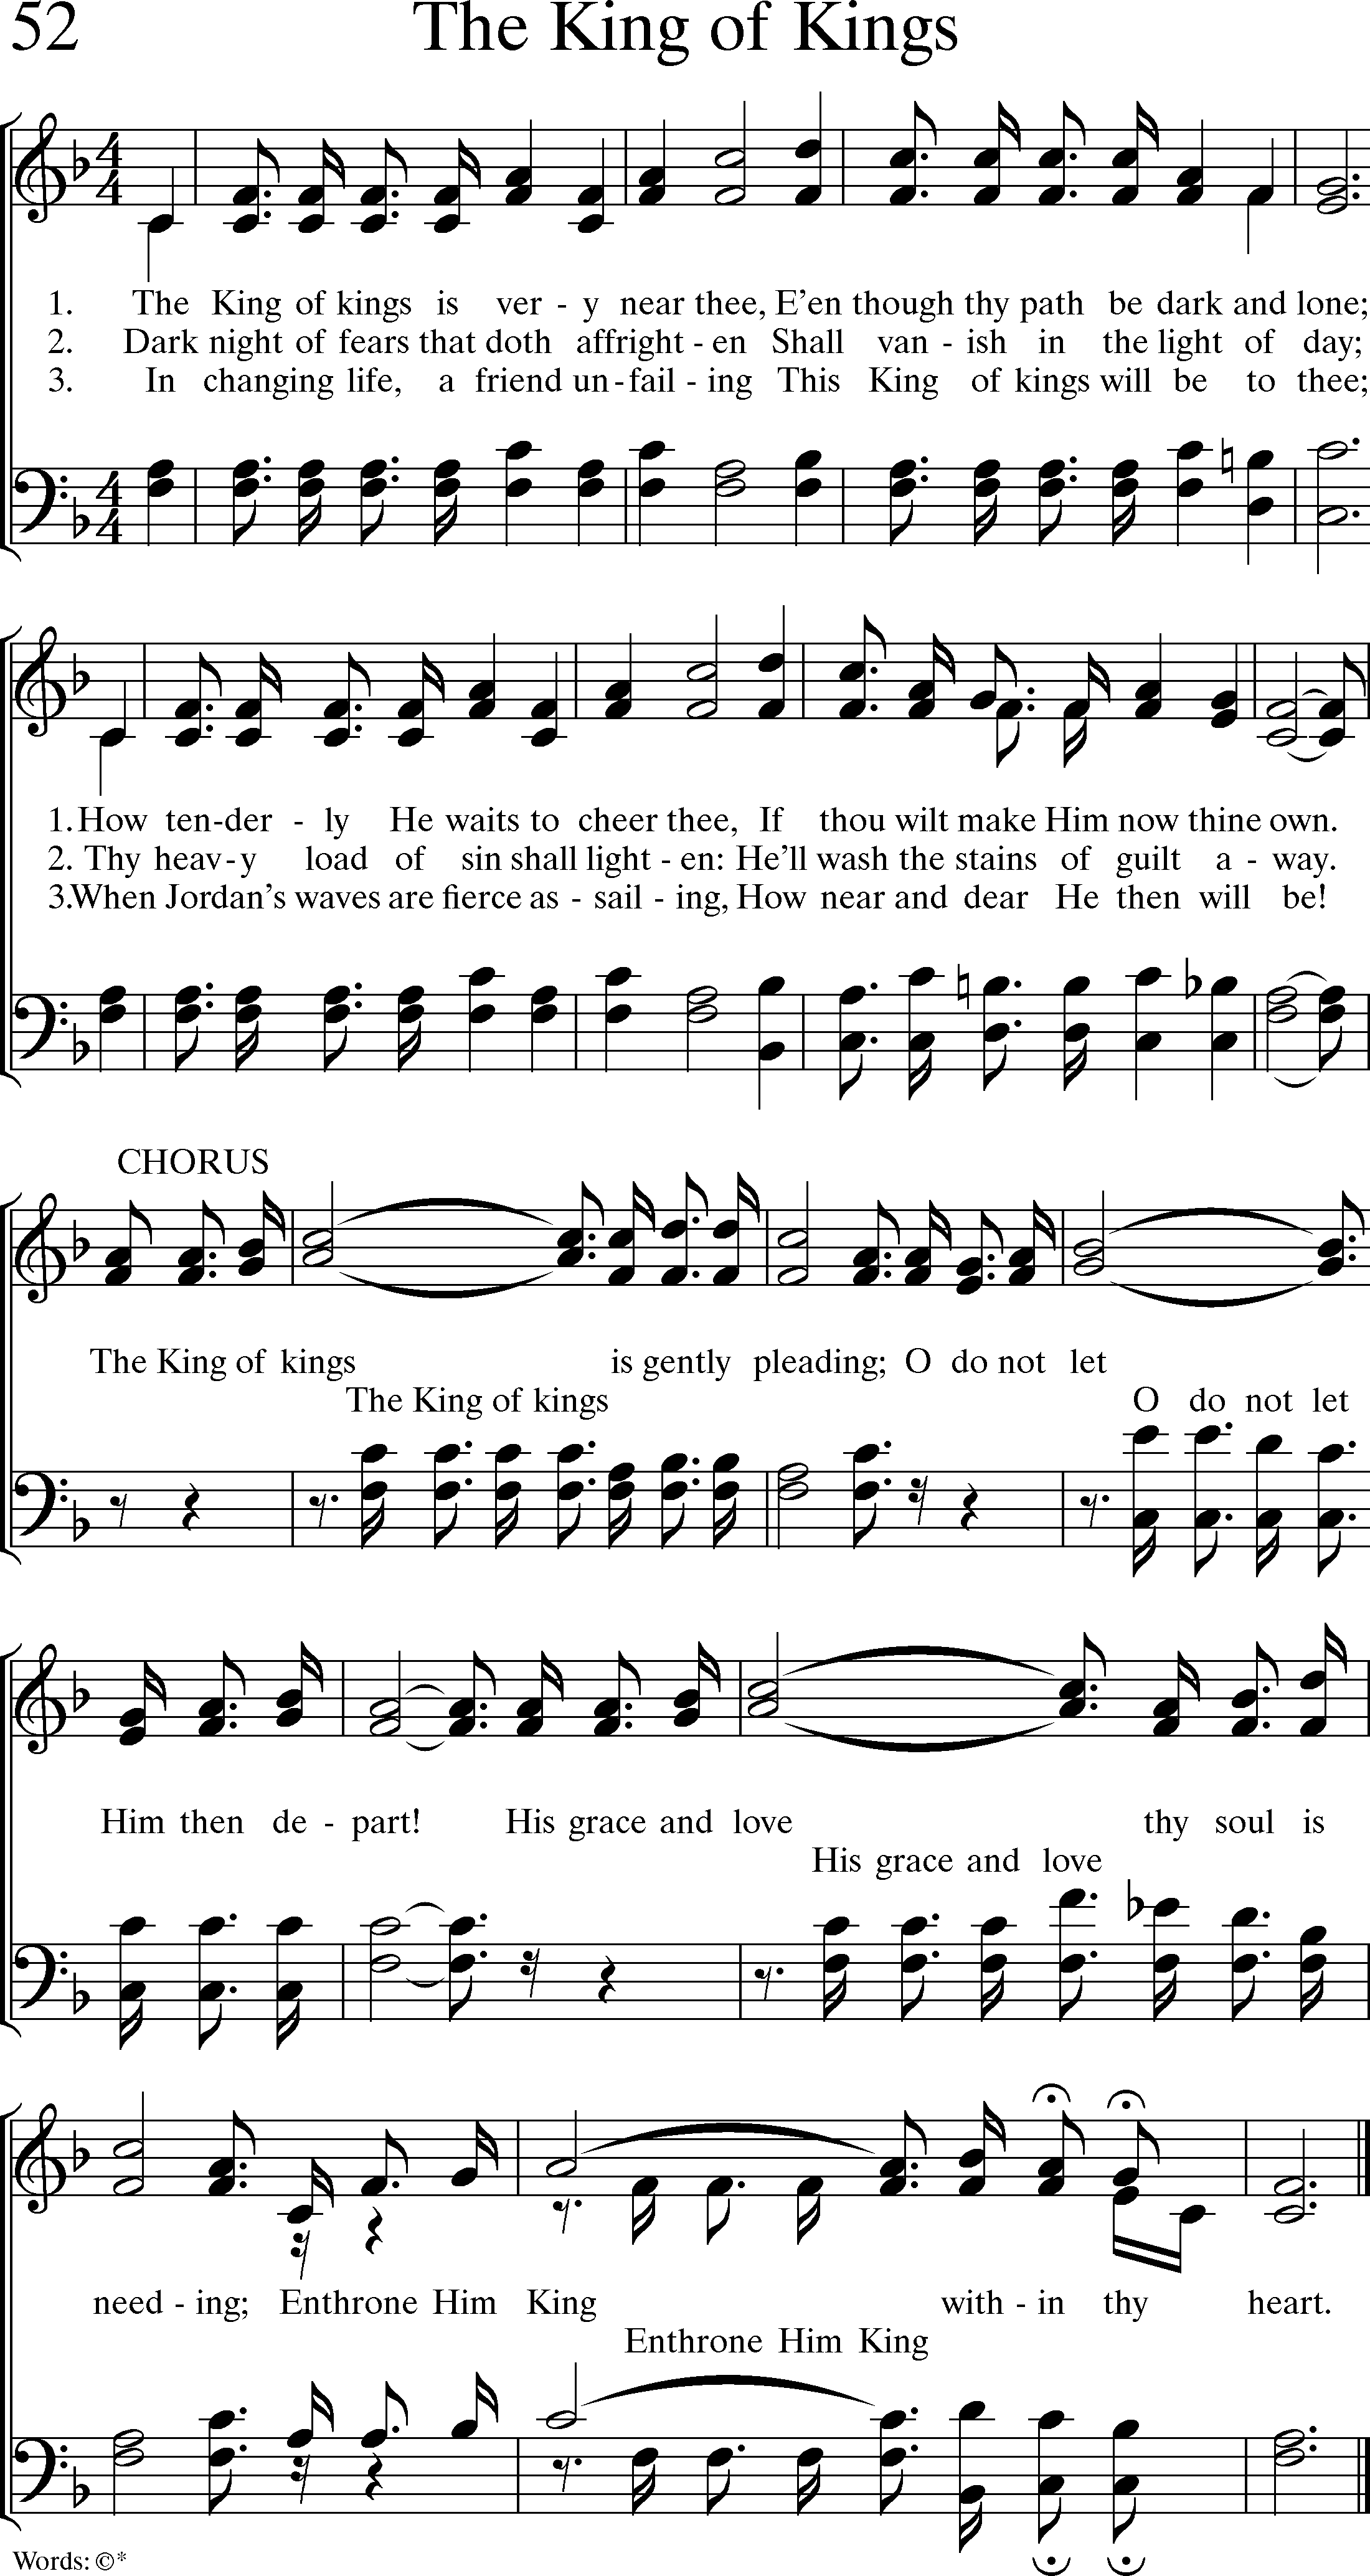 52 The King of Kings
1. The King of kings is ver - y near thee, E'en though thy path be dark and lone;
2. Dark night of fears that doth affright - en Shall van - ish in the light of day;
3. In changing life, a friend un - fail - ing This King of kings will be to thee;
1. How ten - der - ly He waits to cheer thee, If thou wilt make Him now thine own.
2. Thy heav - y load of sin shall light - en: He'll wash the stains of guilt a - way.
3. When Jordan's waves are fierce as - sail - ing, How near and dear He then will be!
CHORUS
The King of kings is gently pleading; O do not let
The King of kings O do not let
Him then de - part! His grace and love thy soul is
His grace and love
need - ing; Enthrone Him King with - in thy heart.
Enthrone Him King
Words: ©*